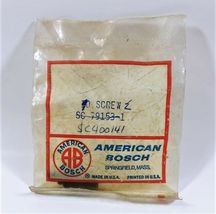 SCREW
SC 79153-1
SC400141
AMERICAN
BOSCH
AB
AMERICAN
BOSCH
SPRINGFIELD, MASS.
MADE IN U.S.A.
PRINTED IN U.S.A.